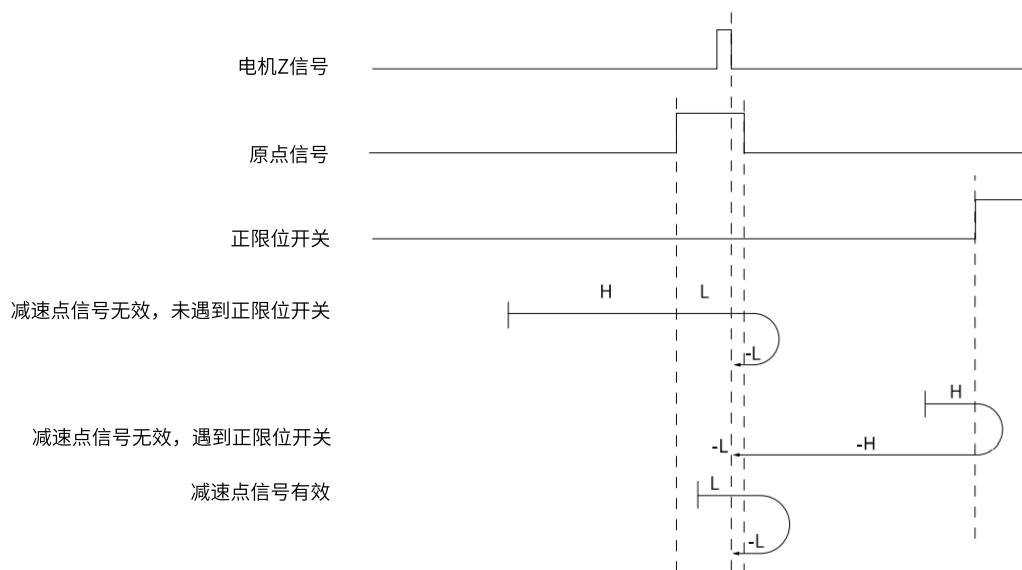 电机Z信号
原点信号
正限位开关
减速点信号无效，未遇到正限位开关
H
L
-L
减速点信号无效，遇到正限位开关
H
-L
-H
减速点信号有效
L
-L